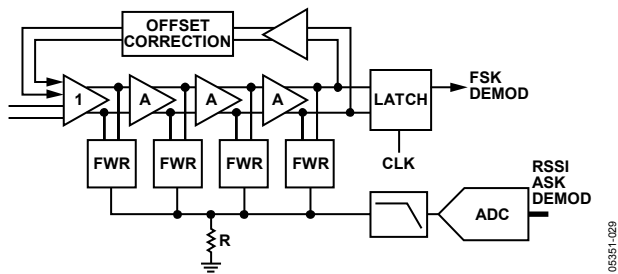 OFFSET
CORRECTION
1
A
A
A
LATCH
FSK
DEMOD
FWR
FWR
FWR
FWR
CLK
RSSI
ASK
DEMOD
R
ADC
05351-029